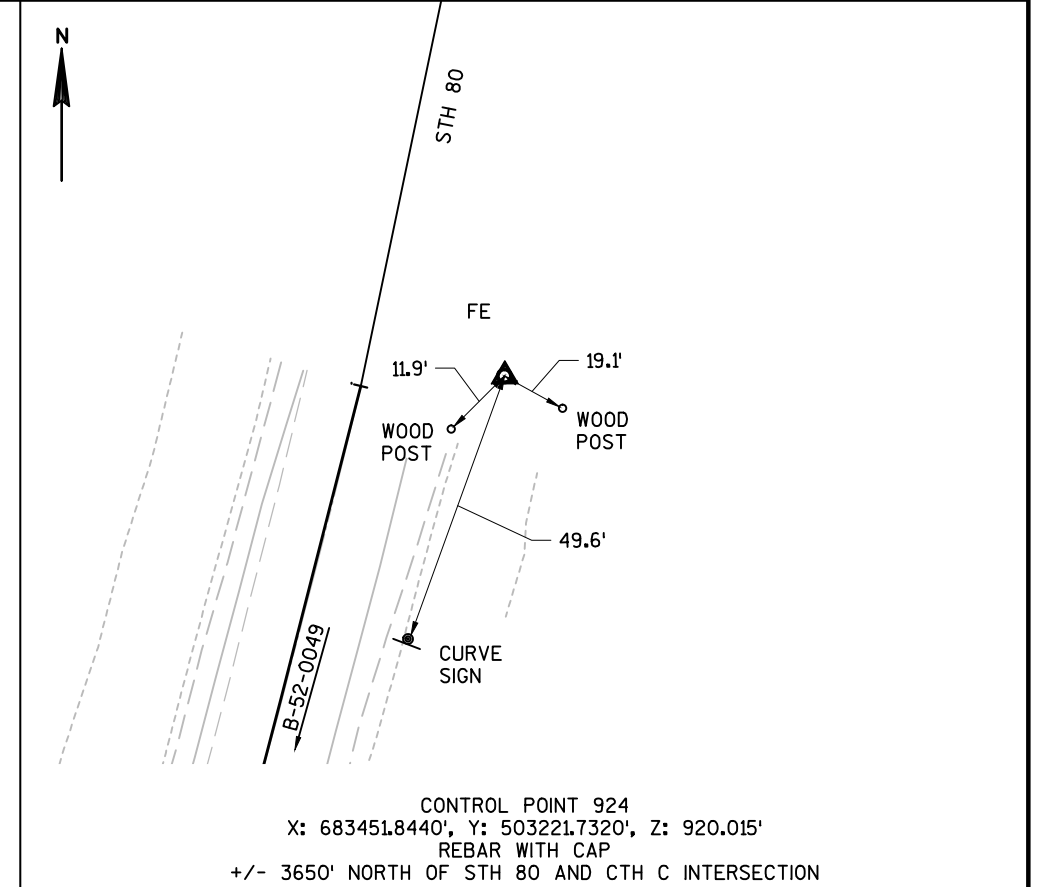 N
STH 80
FE
11.9'
19.1'
WOOD
POST
WOOD
POST
49.6'
B-52-0049
CURVE
SIGN
CONTROL POINT 924
X: 683451.8440', Y: 503221.7320', Z: 920.015'
REBAR WITH CAP
+/- 3650' NORTH OF STH 80 AND CTH C INTERSECTION